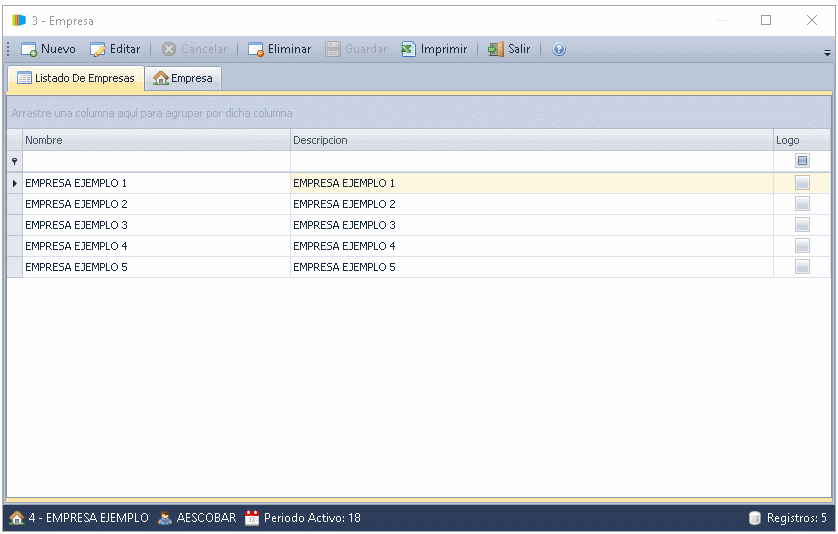 3 - Empresa
Nuevo Editar Cancelar Eliminar Guardar Imprimir Salir
Listado De Empresas Empresa
Arrastre una columna aquí para agrupar por dicha columna
Nombre Descripcion Logo
EMPRESA EJEMPLO 1 EMPRESA EJEMPLO 1
EMPRESA EJEMPLO 2 EMPRESA EJEMPLO 2
EMPRESA EJEMPLO 3 EMPRESA EJEMPLO 3
EMPRESA EJEMPLO 4 EMPRESA EJEMPLO 4
EMPRESA EJEMPLO 5 EMPRESA EJEMPLO 5
4 - EMPRESA EJEMPLO AESCOBAR Periodo Activo: 18 Registros: 5